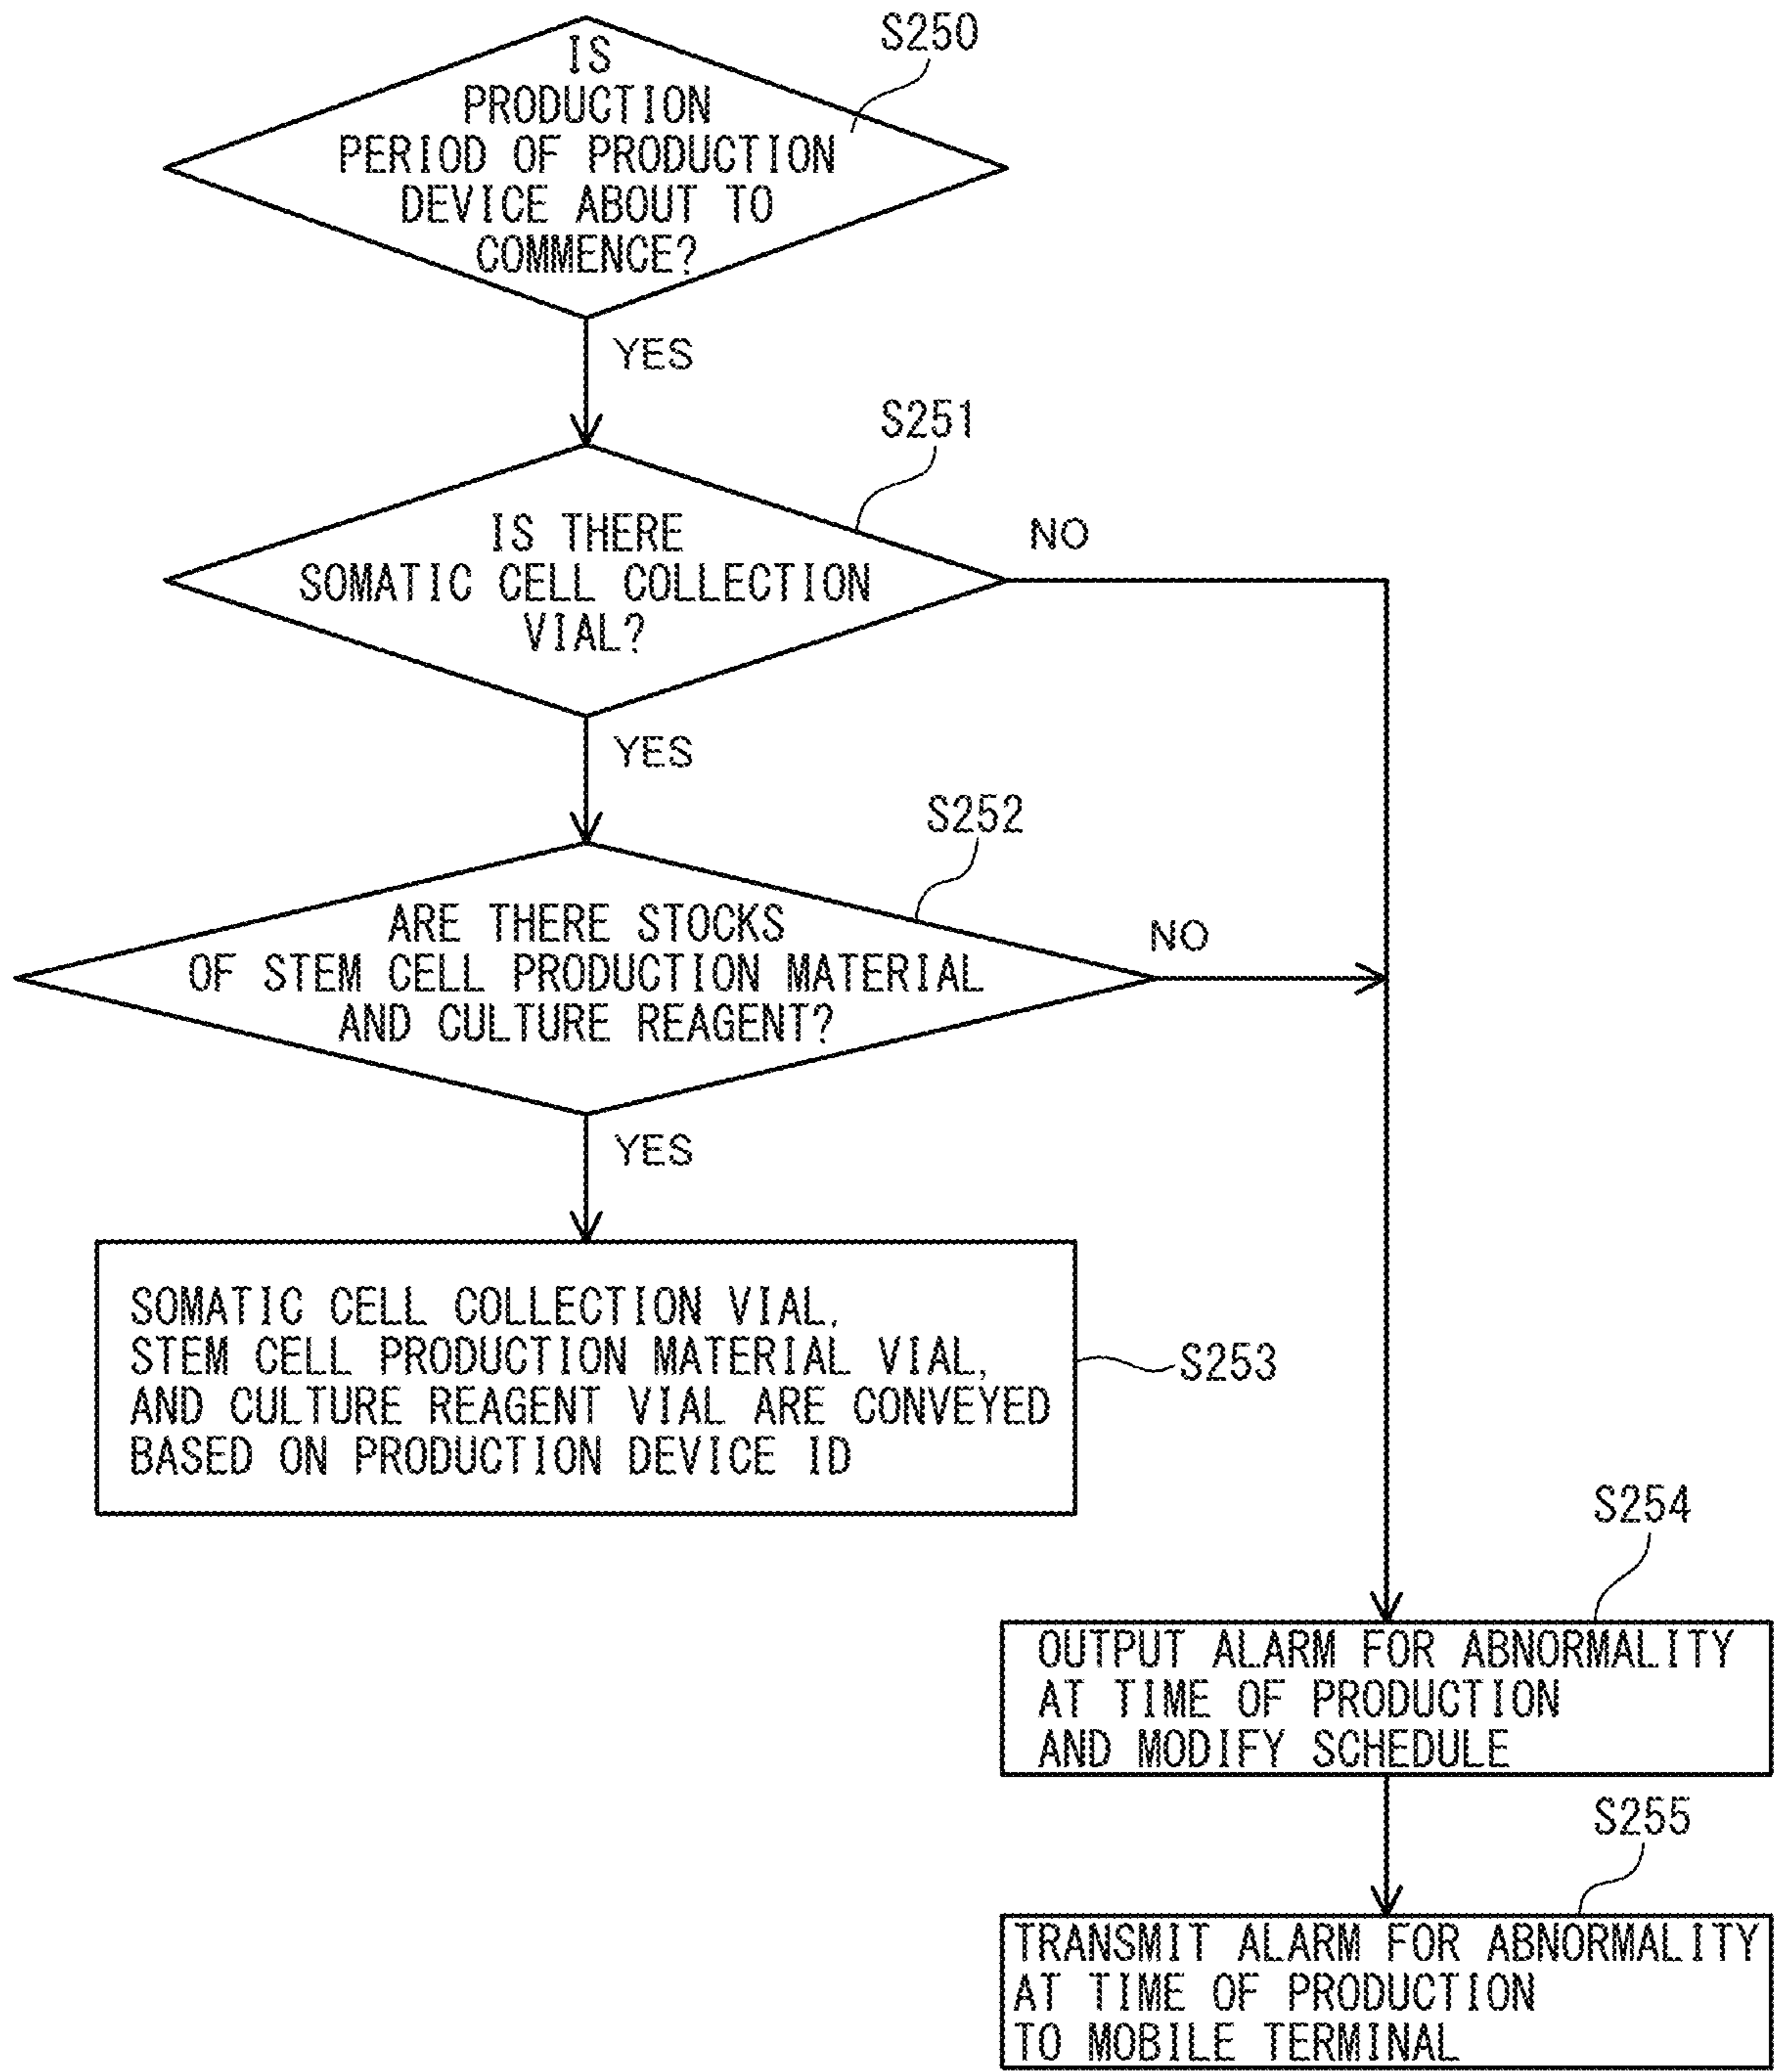 S250
IS
PRODUCTION
PERIOD OF PRODUCTION
DEVICE ABOUT TO
COMMENCE?
YES
S251
IS THERE
SOMATIC CELL COLLECTION
VIAL?
NO
YES
S252
ARE THERE STOCKS
OF STEM CELL PRODUCTION MATERIAL
AND CULTURE REAGENT?
NO
YES
SOMATIC CELL COLLECTION VIAL,
STEM CELL PRODUCTION MATERIAL VIAL,
AND CULTURE REAGENT VIAL ARE CONVEYED
BASED ON PRODUCTION DEVICE ID
S253
S254
OUTPUT ALARM FOR ABNORMALITY
AT TIME OF PRODUCTION
AND MODIFY SCHEDULE
S255
TRANSMIT ALARM FOR ABNORMALITY
AT TIME OF PRODUCTION
TO MOBILE TERMINAL